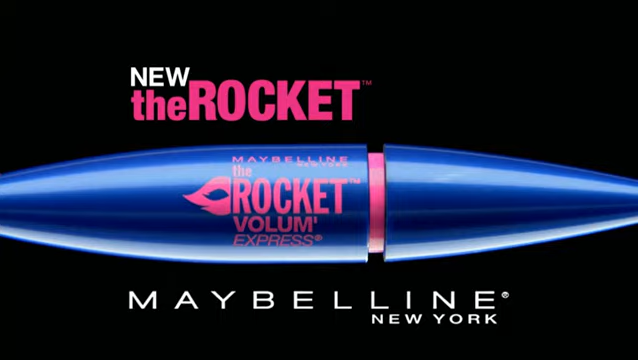 NEW
theROCKET™
MAYBELLINE
NEW YORK
the
ROCKET™
VOLUM'
EXPRESS®
MAYBELLINE®
NEW YORK